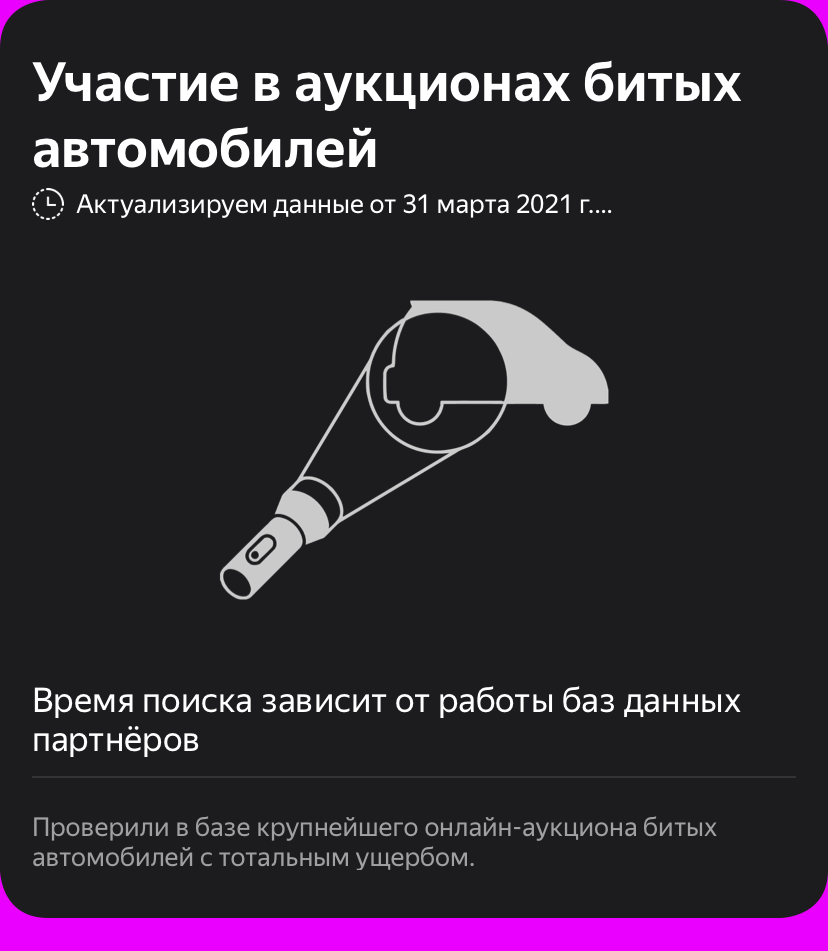 Участие в аукционах битых
автомобилей
Актуализируем данные от 31 марта 2021 г....
Время поиска зависит от работы баз данных
партнёров
Проверили в базе крупнейшего онлайн-аукциона битых
автомобилей с тотальным ущербом.